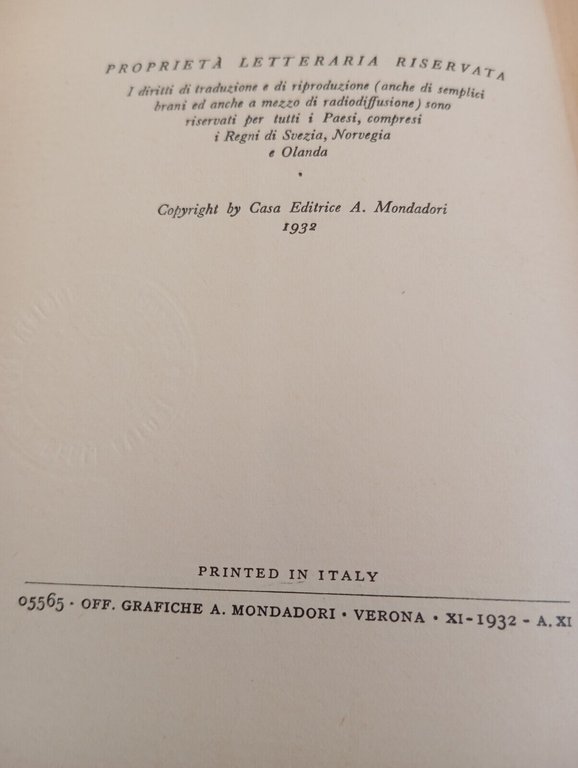 PROPRIETÀ LETTERARIA RISERVATA
I diritti di traduzione e di riproduzione (anche di semplici
brani ed anche a mezzo di radiodiffusione) sono
riservati per tutti i Paesi, compresi
i Regni di Svezia, Norvegia
e Olanda
Copyright by Casa Editrice A. Mondadori
1932
PRINTED IN ITALY
05565 · OFF. GRAFICHE A. MONDADORI · VERONA · XI-1932 - A. XI